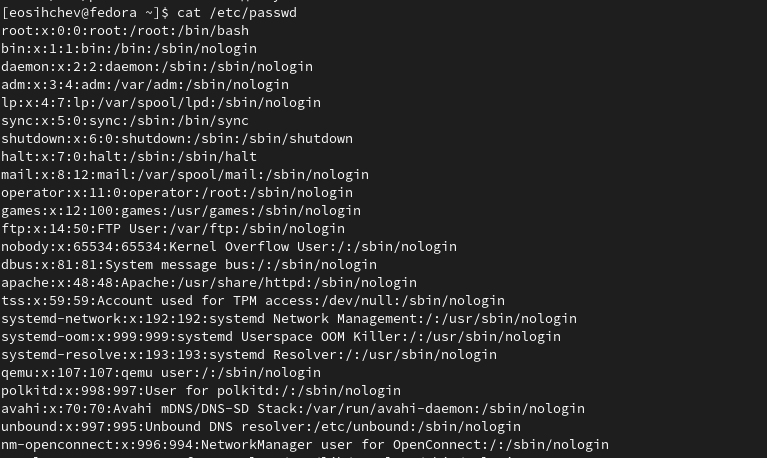 [eosihchev@fedora ~]$ cat /etc/passwd
root:x:0:0:root:/root:/bin/bash
bin:x:1:1:bin:/bin:/sbin/nologin
daemon:x:2:2:daemon:/sbin:/sbin/nologin
adm:x:3:4:adm:/var/adm:/sbin/nologin
lp:x:4:7:lp:/var/spool/lpd:/sbin/nologin
sync:x:5:0:sync:/sbin:/bin/sync
shutdown:x:6:0:shutdown:/sbin:/sbin/shutdown
halt:x:7:0:halt:/sbin:/sbin/halt
mail:x:8:12:mail:/var/spool/mail:/sbin/nologin
operator:x:11:0:operator:/root:/sbin/nologin
games:x:12:100:games:/usr/games:/sbin/nologin
ftp:x:14:50:FTP User:/var/ftp:/sbin/nologin
nobody:x:65534:65534:Kernel Overflow User:/:/sbin/nologin
dbus:x:81:81:System message bus:/:/sbin/nologin
apache:x:48:48:Apache:/usr/share/httpd:/sbin/nologin
tss:x:59:59:Account used for TPM access:/dev/null:/sbin/nologin
systemd-network:x:192:192:systemd Network Management:/:/usr/sbin/nologin
systemd-oom:x:999:999:systemd Userspace OOM Killer:/:/usr/sbin/nologin
systemd-resolve:x:193:193:systemd Resolver:/:/usr/sbin/nologin
qemu:x:107:107:qemu user:/:/sbin/nologin
polkitd:x:998:997:User for polkitd:/:/sbin/nologin
avahi:x:70:70:Avahi mDNS/DNS-SD Stack:/var/run/avahi-daemon:/sbin/nologin
unbound:x:997:995:Unbound DNS resolver:/etc/unbound:/sbin/nologin
nm-openconnect:x:996:994:NetworkManager user for OpenConnect:/:/sbin/nologin